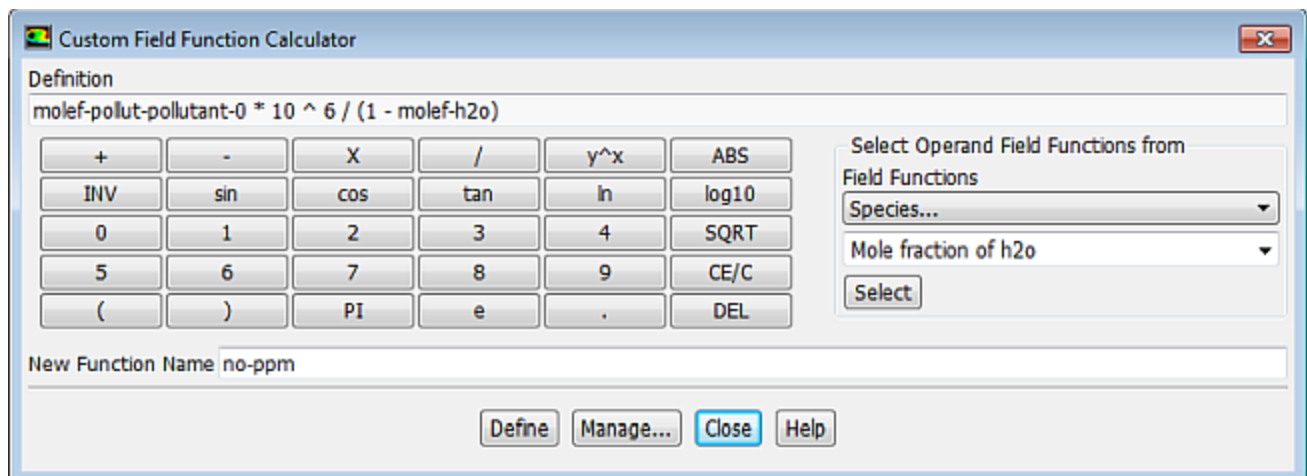 Custom Field Function Calculator
Definition
molef-pollut-pollutant-0 * 10 ^ 6 / (1 - molef-h2o)
+ - X / y^x ABS
INV sin cos tan ln log10
0 1 2 3 4 SQRT
5 6 7 8 9 CE/C
( ) PI e . DEL
Select Operand Field Functions from
Field Functions
Species...
Mole fraction of h2o
Select
New Function Name no-ppm
Define Manage... Close Help